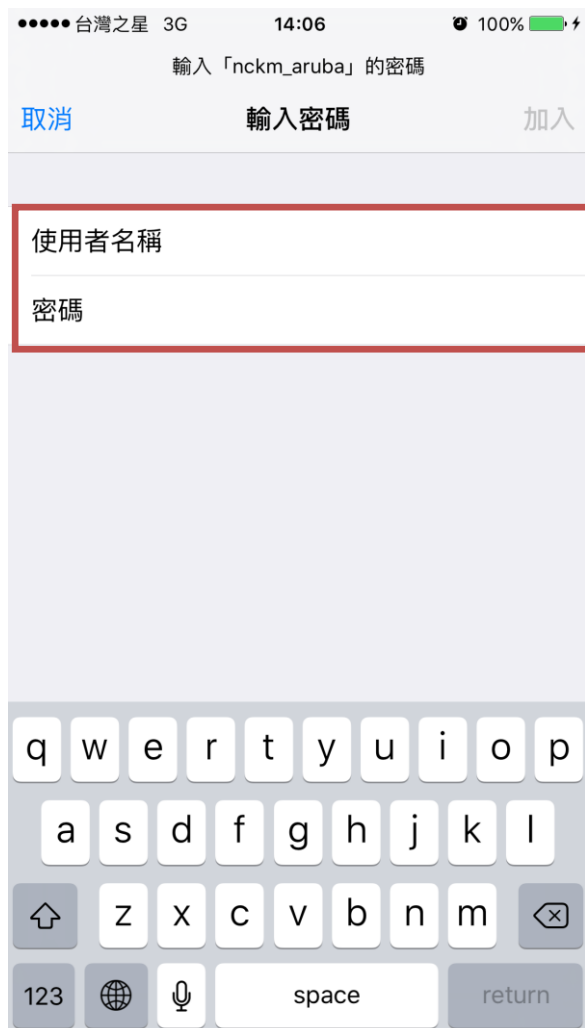 台灣之星 3G 14:06 100%
輸入「nckm_aruba」的密碼
取消 輸入密碼 加入
使用者名稱
密碼
q w e r t y u i o p
a s d f g h j k l
z x c v b n m
123 space return